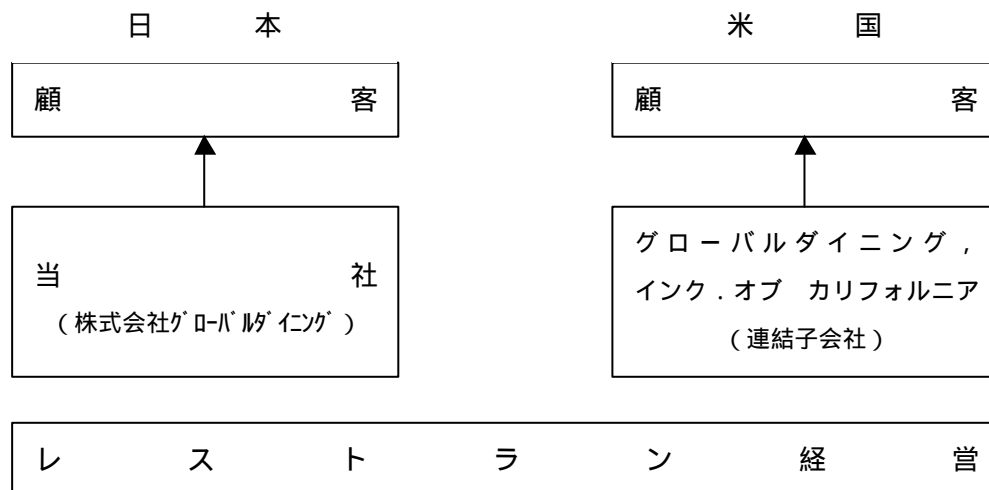 日本
米国
顧客
顧客
当社
(株式会社ｸﾞﾛｰﾊﾞﾙﾀﾞｲﾆﾝｸﾞ)
グローバルダイニング,
インク.オブ カリフォルニア
(連結子会社)
レストラン経営